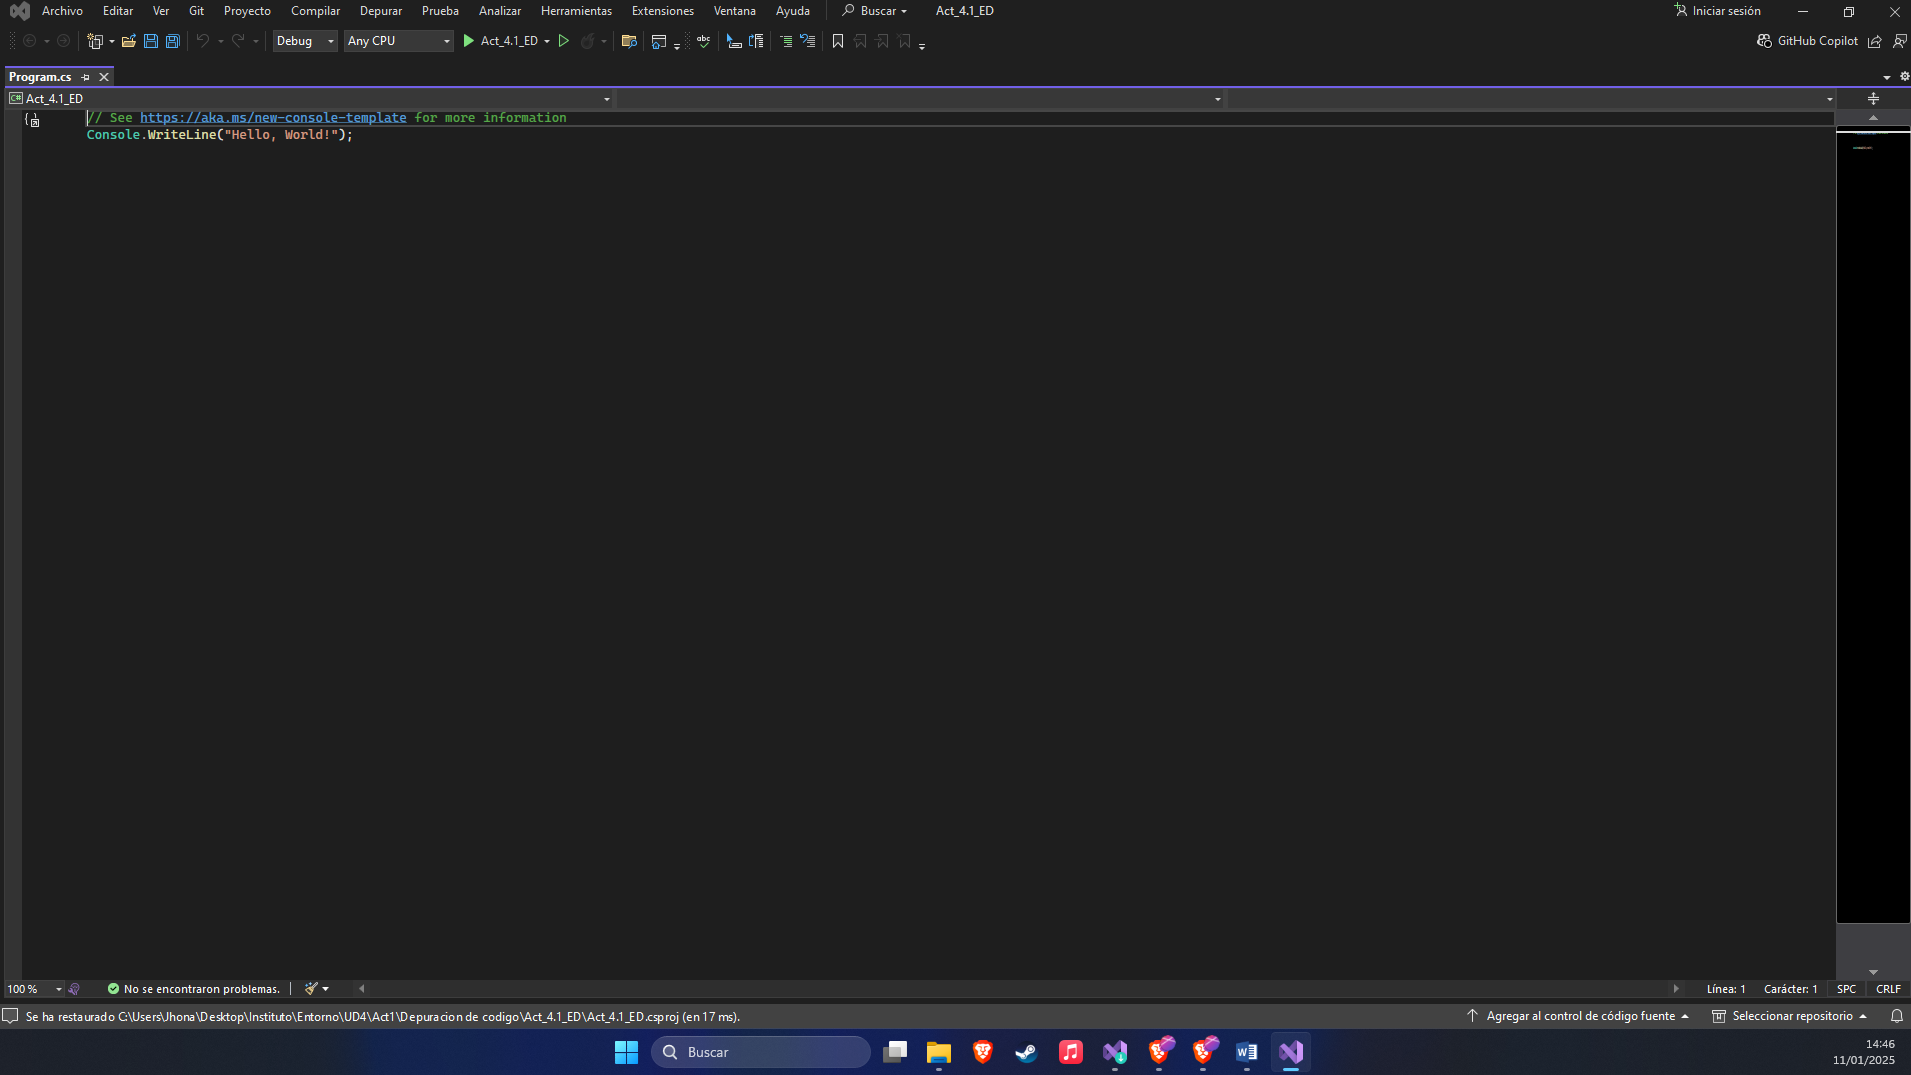 Archivo Editar Ver Git Proyecto Compilar Depurar Prueba Analizar Herramientas Extensiones Ventana Ayuda Buscar Act_4.1_ED Iniciar sesión
Debug Any CPU Act_4.1_ED abc GitHub Copilot
Program.cs
C# Act_4.1_ED
// See https://aka.ms/new-console-template for more information
Console.WriteLine("Hello, World!");
100 % No se encontraron problemas. Línea: 1 Carácter: 1 SPC CRLF
Se ha restaurado C:\Users\Jhona\Desktop\Instituto\Entorno\UD4\Act1\Depuracion de codigo\Act_4.1_ED\Act_4.1_ED.csproj (en 17 ms). Agregar al control de código fuente Seleccionar repositorio
Buscar
14:46
11/01/2025